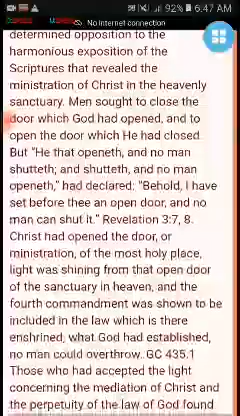 92% 6:47 AM
No Internet connection
determined opposition to the
harmonious exposition of the
Scriptures that revealed the
ministration of Christ in the heavenly
sanctuary. Men sought to close the
door which God had opened, and to
open the door which He had closed.
But "He that openeth, and no man
shutteth; and shutteth, and no man
openeth," had declared: "Behold, I have
set before thee an open door, and no
man can shut it." Revelation 3:7, 8.
Christ had opened the door, or
ministration, of the most holy place,
light was shining from that open door
of the sanctuary in heaven, and the
fourth commandment was shown to be
included in the law which is there
enshrined; what God had established,
no man could overthrow. GC 435.1
Those who had accepted the light
concerning the mediation of Christ and
the perpetuity of the law of God found